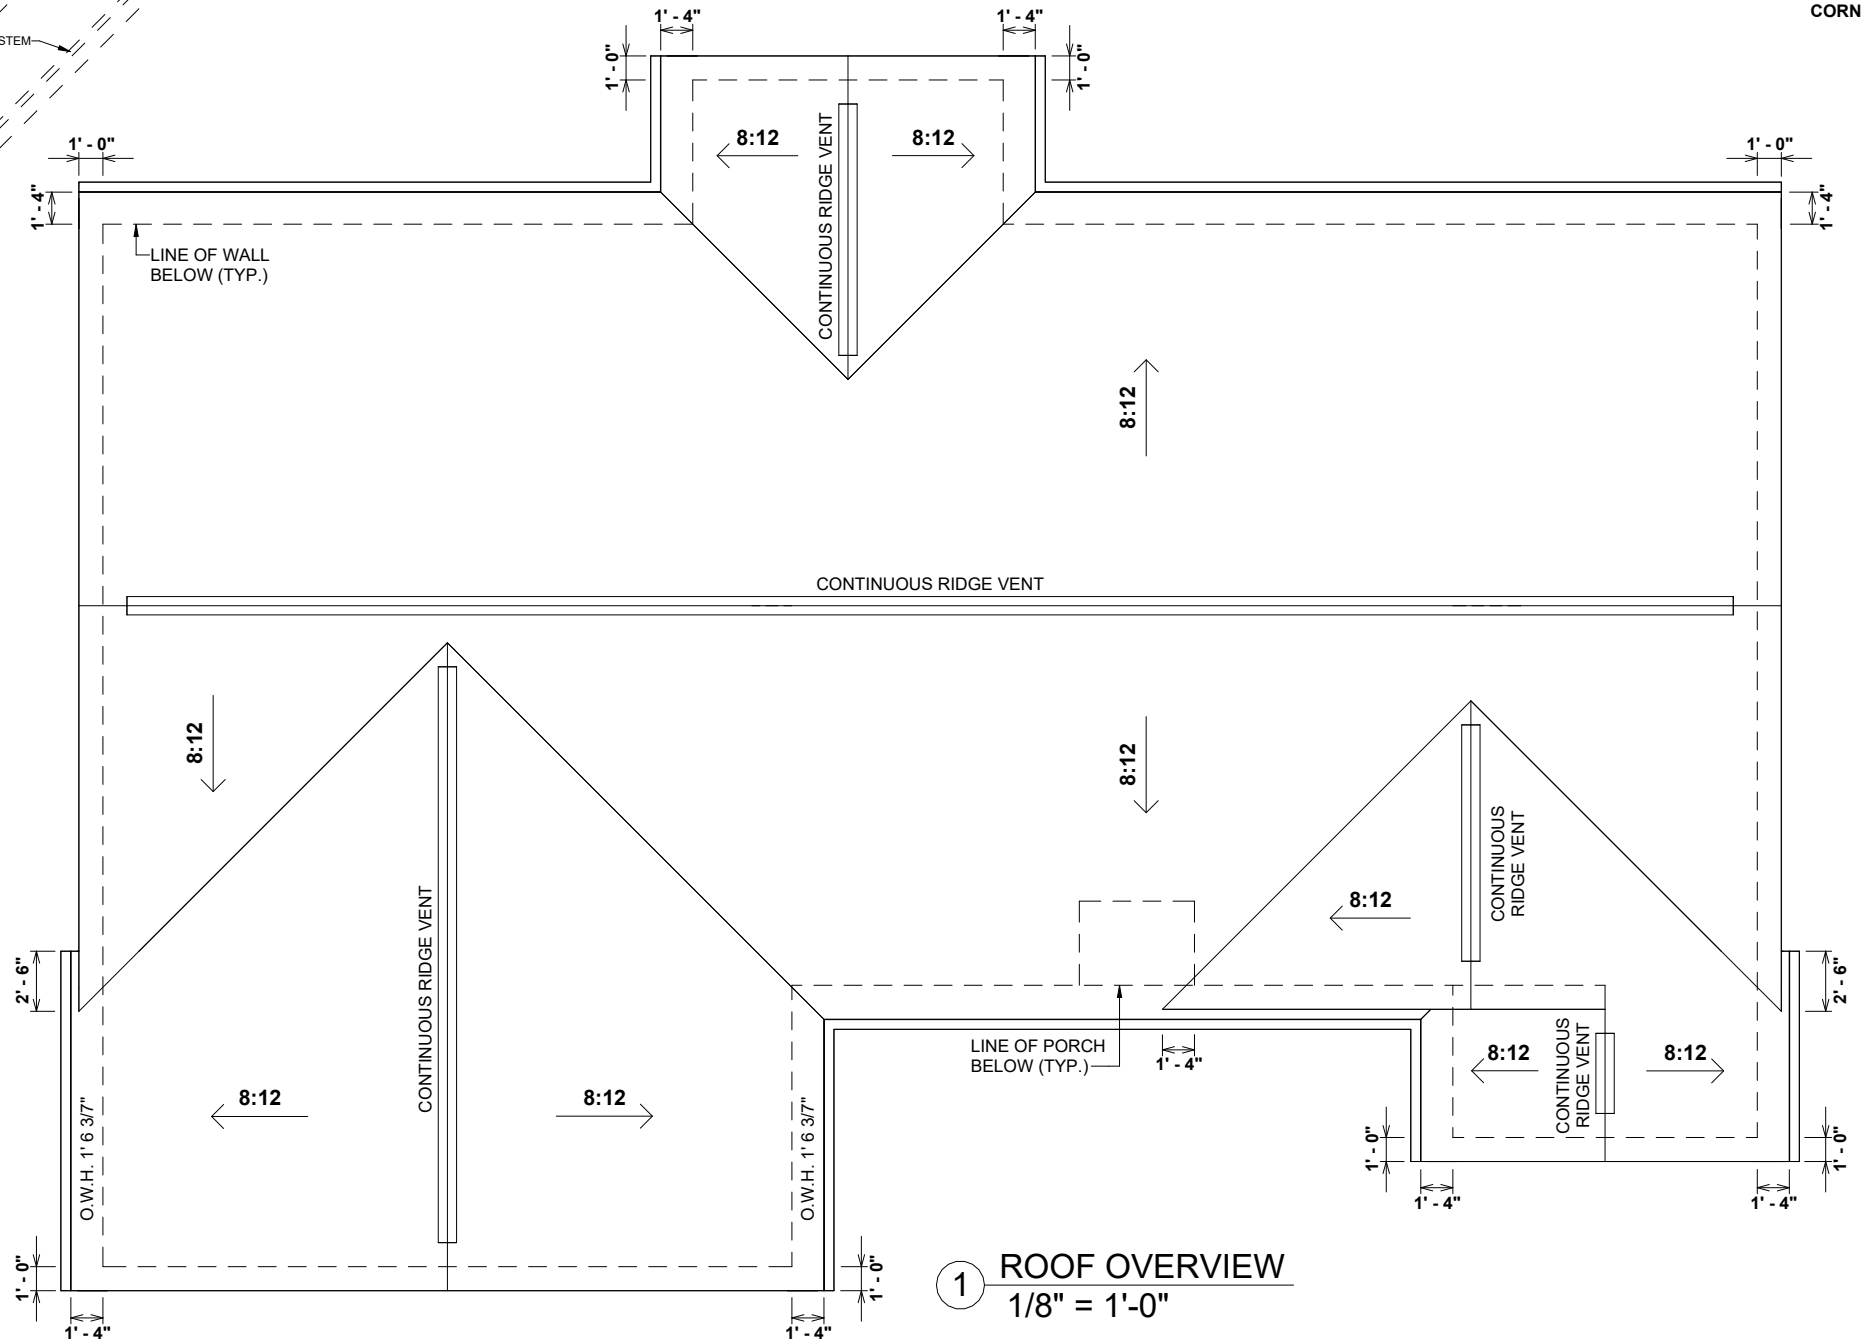 CORN
STEM
1' - 4"
1' - 4"
1' - 0"
1' - 0"
1' - 0"
1' - 0"
8:12
8:12
CONTINUOUS RIDGE VENT
1' - 4"
1' - 4"
LINE OF WALL
BELOW (TYP.)
8:12
CONTINUOUS RIDGE VENT
8:12
8:12
CONTINUOUS
RIDGE VENT
8:12
CONTINUOUS RIDGE VENT
2' - 6"
2' - 6"
LINE OF PORCH
BELOW (TYP.)
1' - 4"
8:12
CONTINUOUS
RIDGE VENT
8:12
8:12
8:12
O.W.H. 1' 6 3/7"
O.W.H. 1' 6 3/7"
1' - 0"
1' - 0"
1' - 4"
1' - 4"
1' - 0"
1' - 0"
1' - 4"
1' - 4"
1
ROOF OVERVIEW
1/8" = 1'-0"